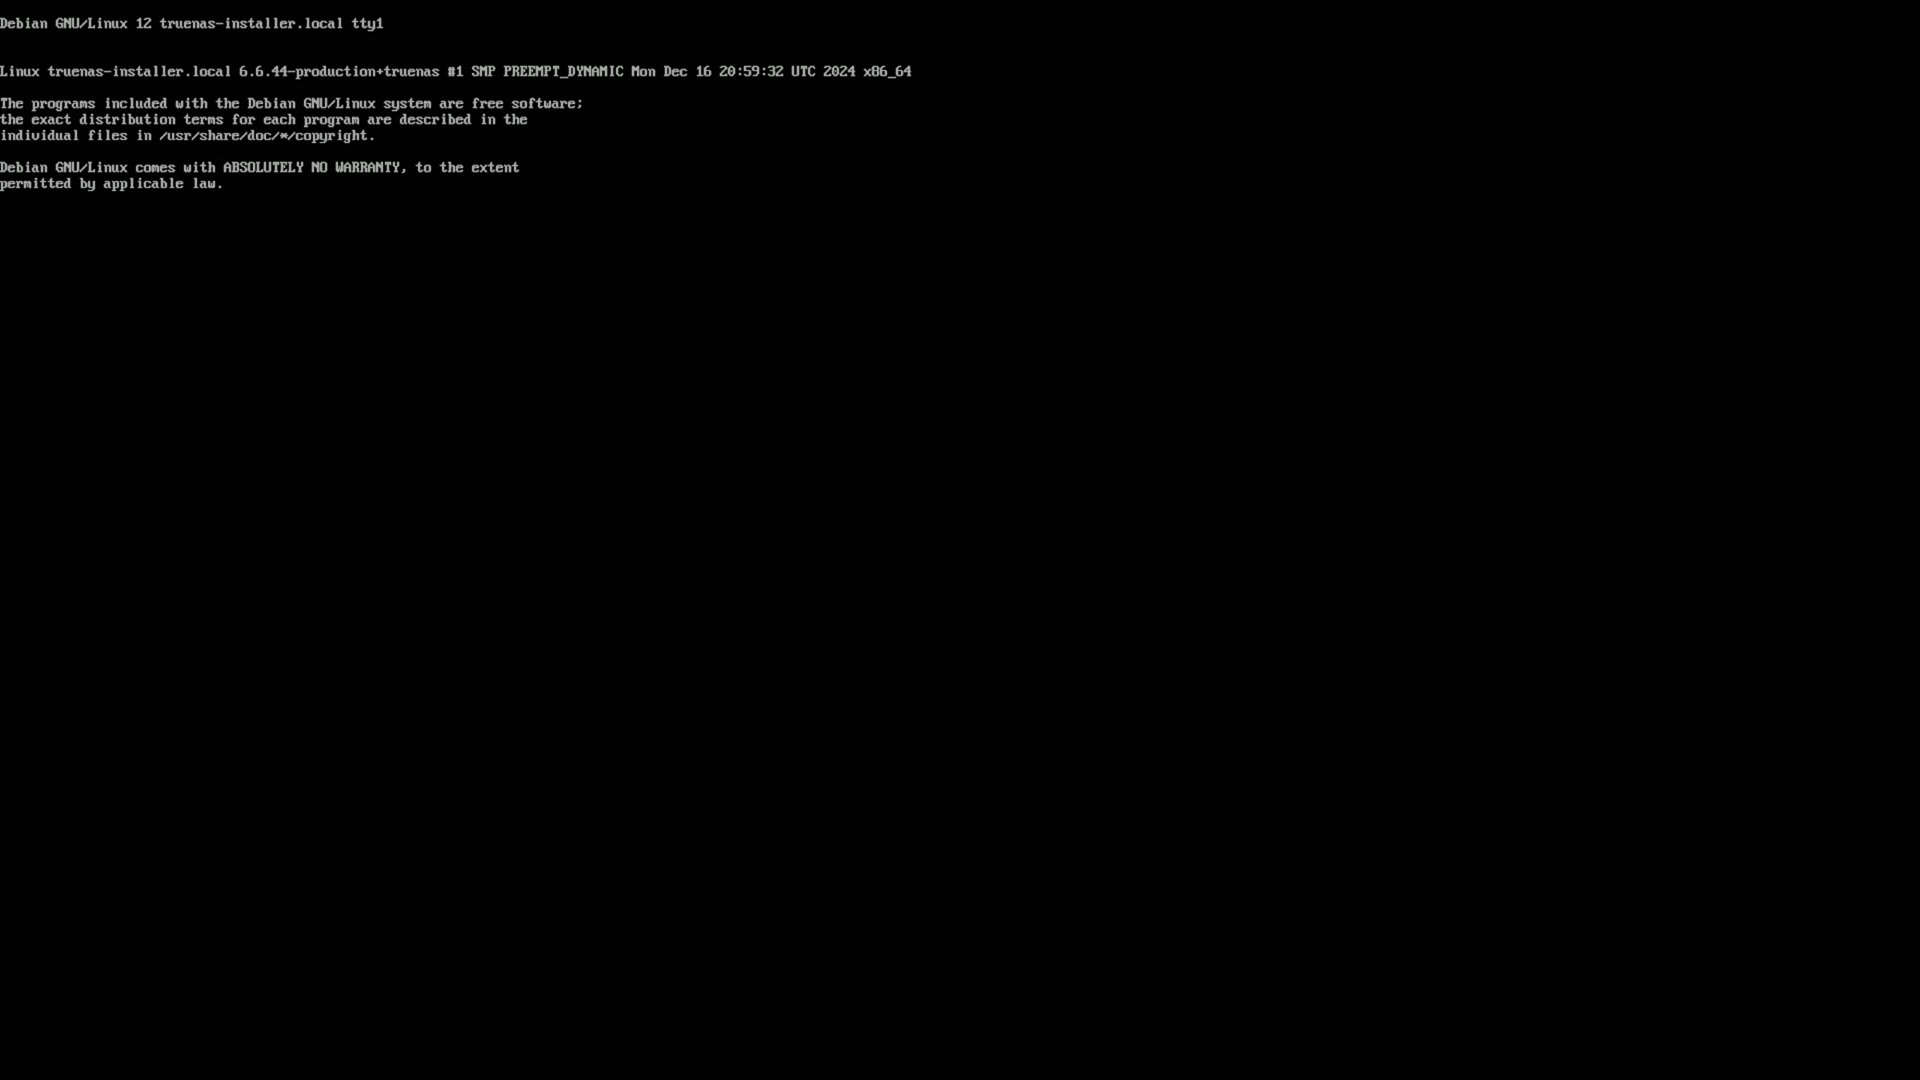 Debian GNU/Linux 12 truenas-installer.local tty1
Linux truenas-installer.local 6.6.44-production+truenas #1 SMP PREEMPT_DYNAMIC Mon Dec 16 20:59:32 UTC 2024 x86_64
The programs included with the Debian GNU/Linux system are free software;
the exact distribution terms for each program are described in the
individual files in /usr/share/doc/*/copyright.
Debian GNU/Linux comes with ABSOLUTELY NO WARRANTY, to the extent
permitted by applicable law.